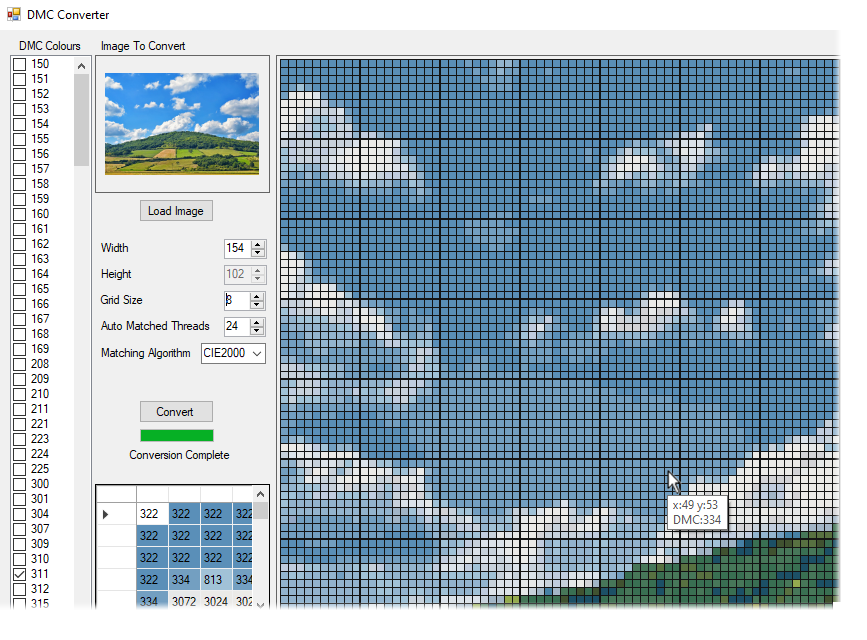 DMC Converter
DMC Colours
150
151
152
153
154
155
156
157
158
159
160
161
162
163
164
165
166
167
168
169
208
209
210
211
221
223
224
225
300
301
304
307
309
310
311
312
315
Image To Convert
Load Image
Width 154
Height 102
Grid Size 8
Auto Matched Threads 24
Matching Algorithm CIE2000
Convert
Conversion Complete
322 322 322 322
322 322 322 322
322 322 322 322
322 334 813 334
334 3072 3024 302
x:49 y:53
DMC:334